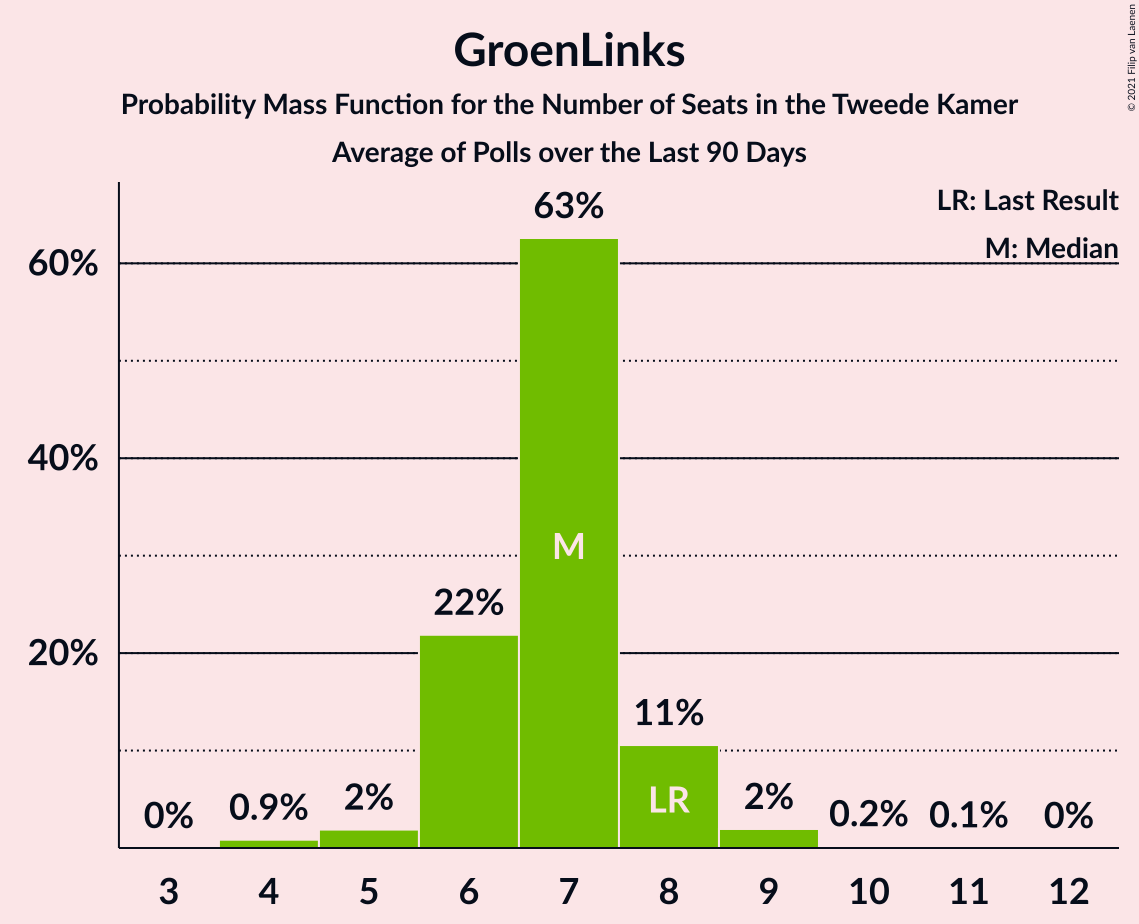 GroenLinks
Probability Mass Function for the Number of Seats in the Tweede Kamer
Average of Polls over the Last 90 Days
© 2021 Filip van Laenen
LR: Last Result
M: Median
60%
40%
20%
0%
0.9%
2%
22%
63%
11%
2%
0.2%
0.1%
0%
M
LR
3 4 5 6 7 8 9 10 11 12